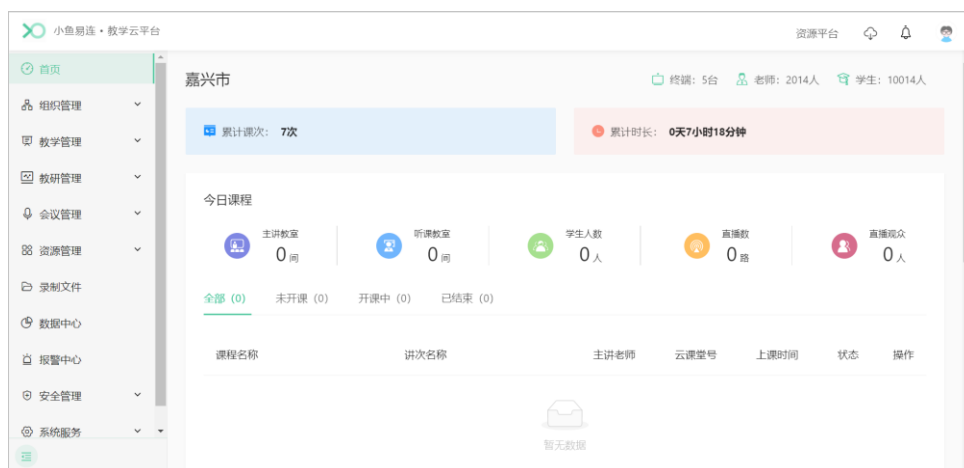 小鱼易连·教学云平台
资源平台
首页
组织管理
教学管理
教研管理
会议管理
资源管理
录制文件
数据中心
报警中心
安全管理
系统服务
嘉兴市
终端：5台 老师：2014人 学生：10014人
累计课次： 7次
累计时长： 0天7小时18分钟
今日课程
主讲教室
0 间
听课教室
0 间
学生人数
0 人
直播数
0 路
直播观众
0 人
全部 (0) 未开课 (0) 开课中 (0) 已结束 (0)
课程名称 讲次名称 主讲老师 云课堂号 上课时间 状态 操作
暂无数据